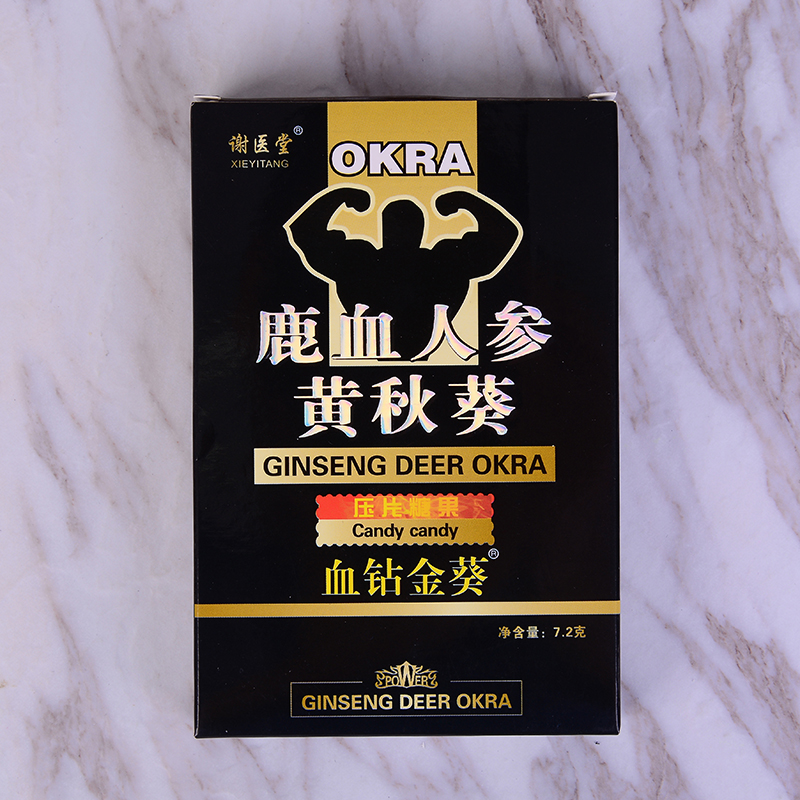 谢医堂®
XIEYITANG
OKRA
鹿血人参
黄秋葵
GINSENG DEER OKRA
压片糖果
Candy candy
血钻金葵®
净含量：7.2克
POWER
GINSENG DEER OKRA